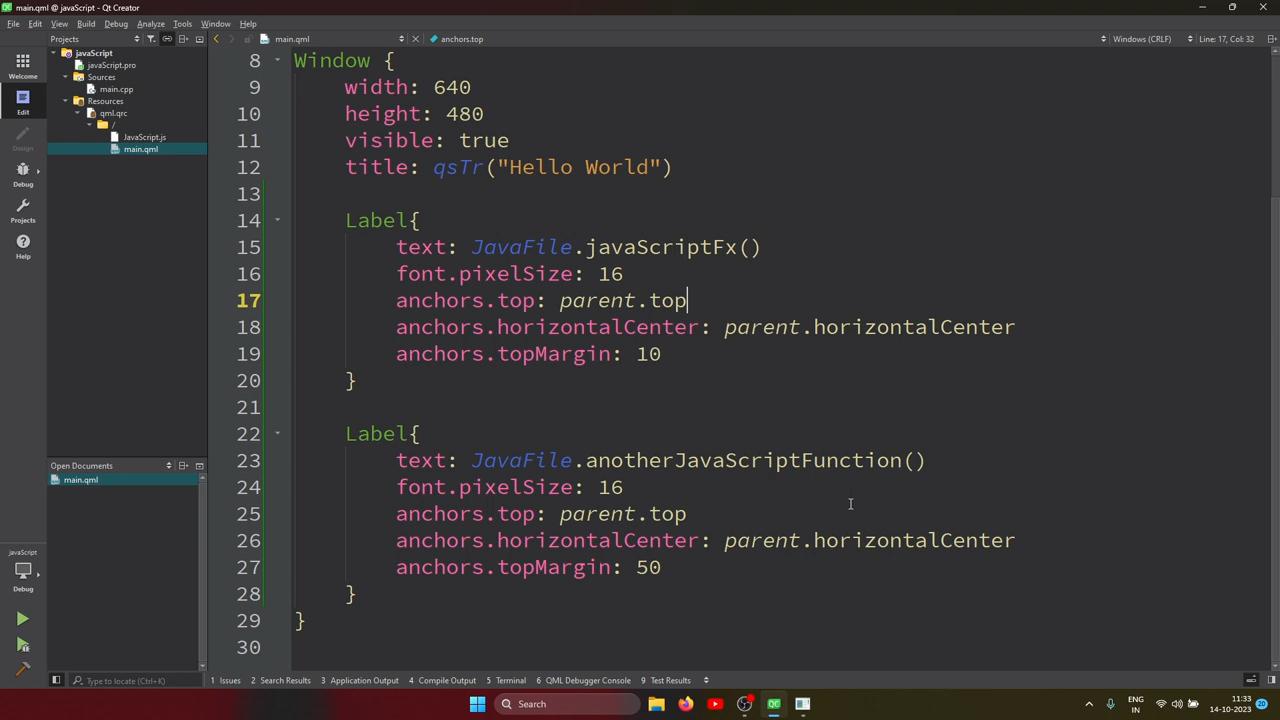 main.qml @ javaScript - Qt Creator
File Edit View Build Debug Analyze Tools Window Help
Projects
main.qml
anchors.top
Windows (CRLF)
Line: 17, Col: 32
Welcome
Edit
Design
Debug
Projects
Help
javaScript
javaScript.pro
Sources
main.cpp
Resources
qml.qrc
/
JavaScript.js
main.qml
Open Documents
main.qml
javaScript
Debug
8 Window {
9 width: 640
10 height: 480
11 visible: true
12 title: qsTr("Hello World")
13
14 Label{
15 text: JavaFile.javaScriptFx()
16 font.pixelSize: 16
17 anchors.top: parent.top
18 anchors.horizontalCenter: parent.horizontalCenter
19 anchors.topMargin: 10
20 }
21
22 Label{
23 text: JavaFile.anotherJavaScriptFunction()
24 font.pixelSize: 16
25 anchors.top: parent.top
26 anchors.horizontalCenter: parent.horizontalCenter
27 anchors.topMargin: 50
28 }
29 }
30
Type to locate (Ctrl+K)
1 Issues 2 Search Results 3 Application Output 4 Compile Output 5 Terminal 6 QML Debugger Console 9 Test Results
Search
ENG
IN
11:33
14-10-2023
20